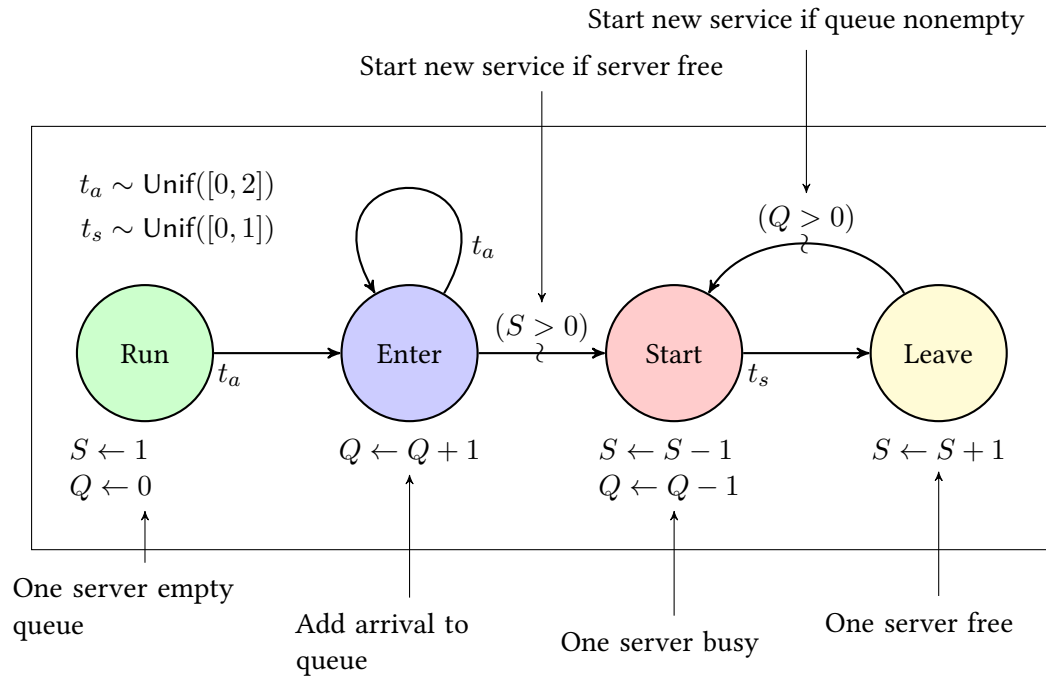 Start new service if queue nonempty
Start new service if server free
t_a ∼ Unif([0, 2])
t_s ∼ Unif([0, 1])
(Q > 0)
t_a
(S > 0)
Run
Enter
Start
Leave
t_a
t_s
S ← 1
Q ← 0
Q ← Q + 1
S ← S − 1
Q ← Q − 1
S ← S + 1
One server empty
queue
Add arrival to
queue
One server busy
One server free